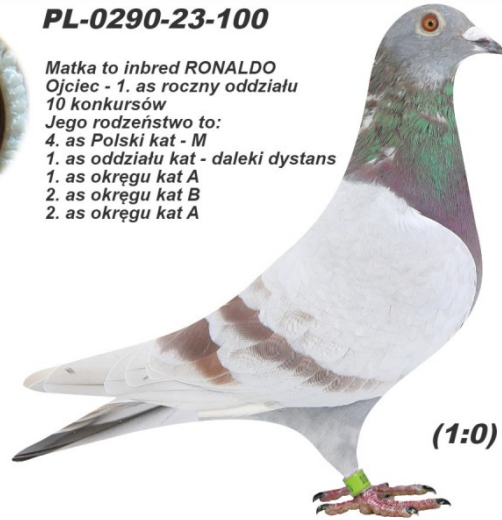 PL-0290-23-100
Matka to inbred RONALDO
Ojciec - 1. as roczny oddziału
10 konkursów
Jego rodzeństwo to:
4. as Polski kat - M
1. as oddziału kat - daleki dystans
1. as okręgu kat A
2. as okręgu kat B
2. as okręgu kat A
(1:0)